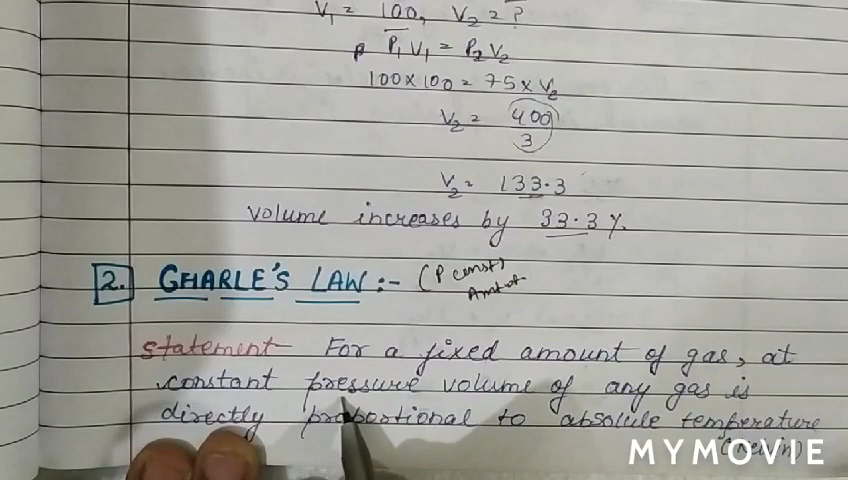 V₁ = 100, V₂ = ?
P₁V₁ = P₂V₂
100 × 100 = 75 × V₂
V₂ = 400
3
V₂ = 133.3
volume increases by 33.3%.
2. CHARLE'S LAW :- (P const)
Amt of
Statement - For a fixed amount of gas, at
constant pressure volume of any gas is
directly proportional to absolute temperature
(Kelvin)
MYMOVIE